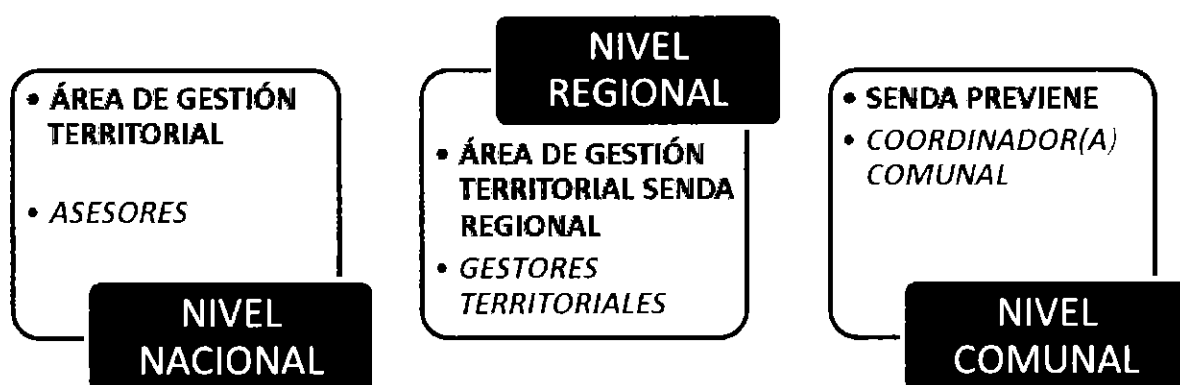 • ÁREA DE GESTIÓN
TERRITORIAL
• ASESORES
NIVEL
NACIONAL
NIVEL
REGIONAL
• ÁREA DE GESTIÓN
TERRITORIAL SENDA
REGIONAL
• GESTORES
TERRITORIALES
• SENDA PREVIENE
• COORDINADOR(A)
COMUNAL
NIVEL
COMUNAL